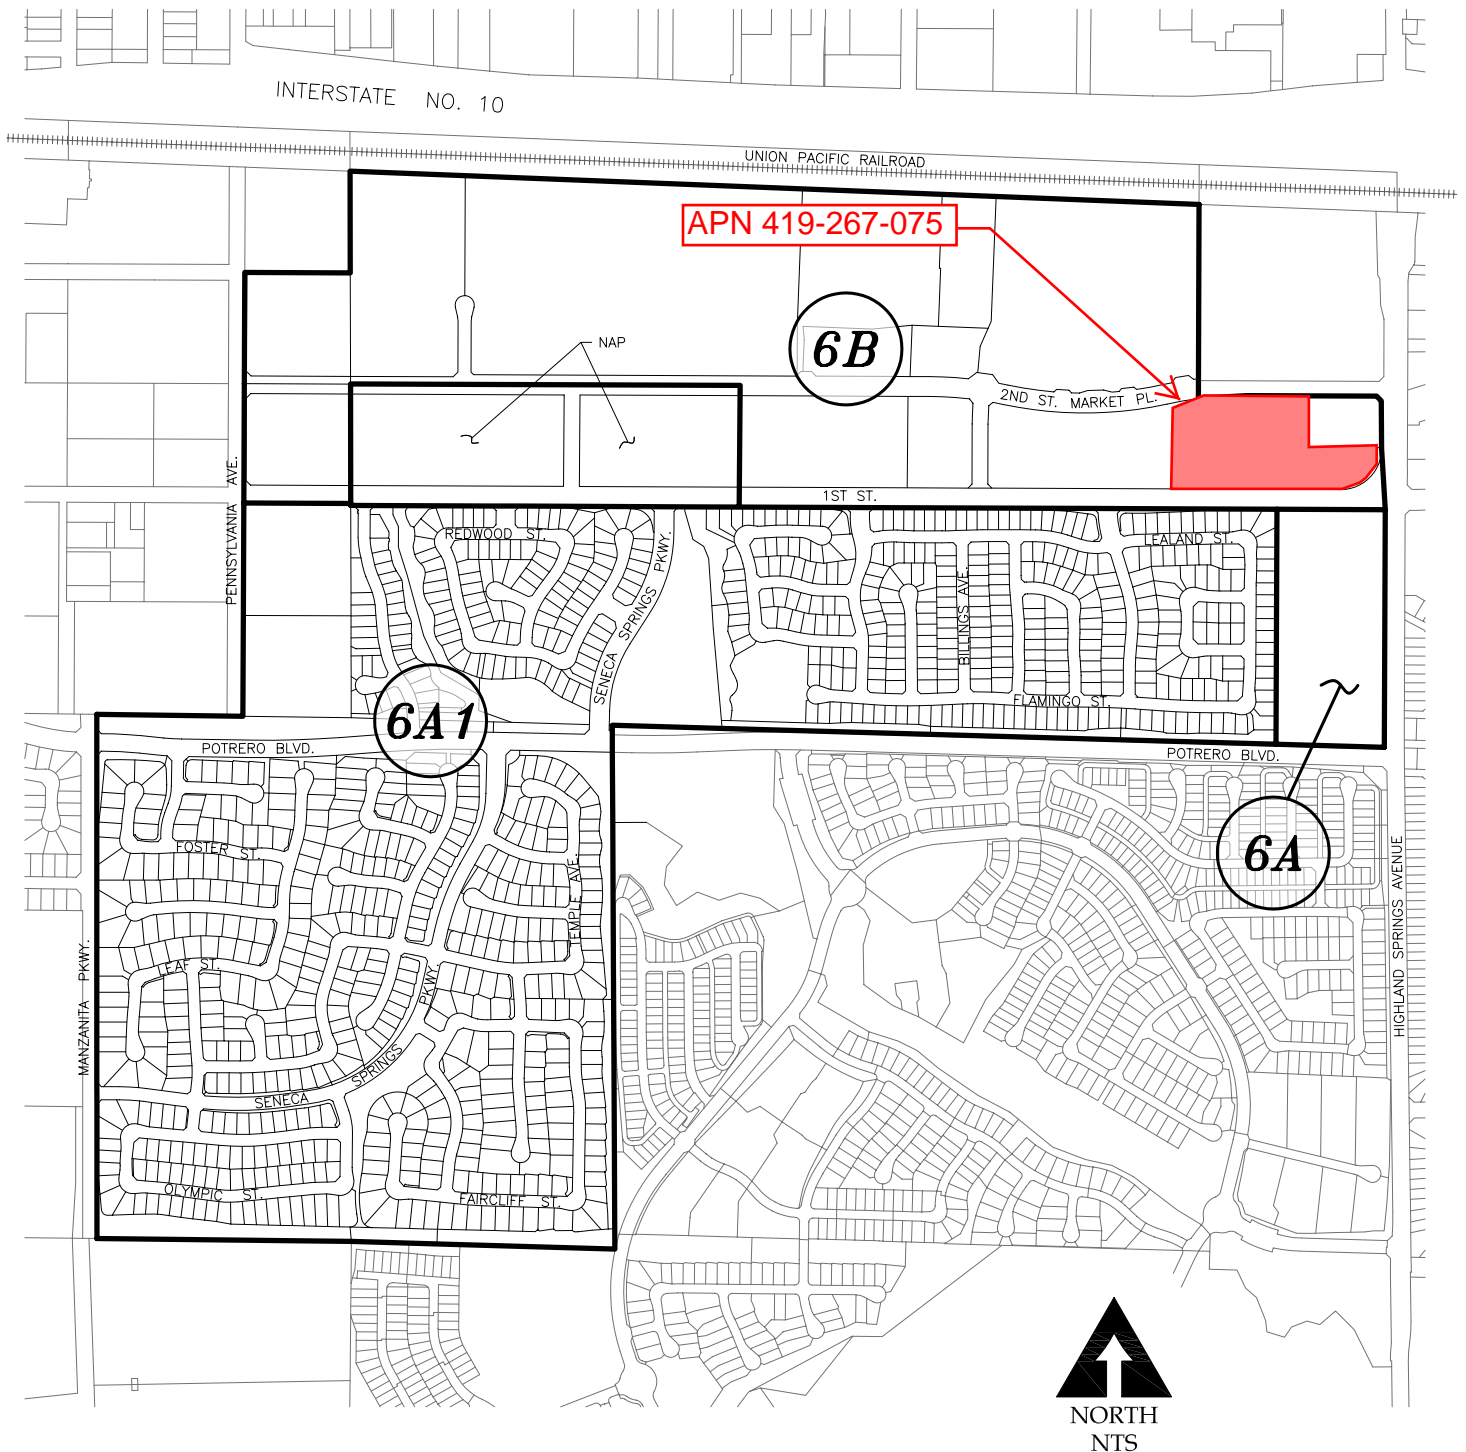 INTERSTATE NO. 10
UNION PACIFIC RAILROAD
APN 419-267-075
6B
NAP
2ND ST. MARKET PL.
1ST ST.
PENNSYLVANIA AVE.
REDWOOD ST.
SENECA SPRINGS PKWY.
BILLINGS AVE.
LEALAND ST.
FLAMINGO ST.
6A1
POTRERO BLVD.
POTRERO BLVD.
6A
FOSTER ST.
TEMPLE AVE.
LEAF ST.
MANZANITA PKWY.
HIGHLAND SPRINGS AVENUE
SENECA SPRINGS PKWY
OLYMPIC ST.
FAIRCLIFF ST.
NORTH
NTS